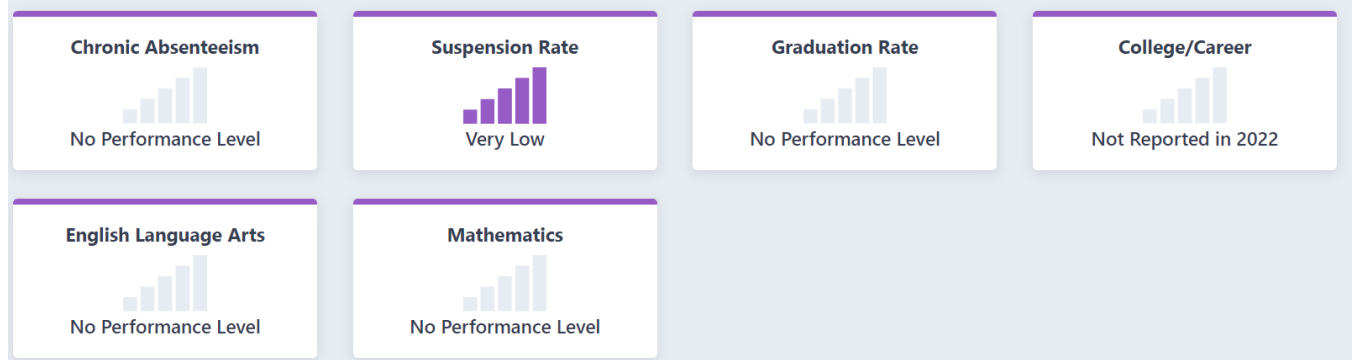 Chronic Absenteeism
No Performance Level
Suspension Rate
Very Low
Graduation Rate
No Performance Level
College/Career
Not Reported in 2022
English Language Arts
No Performance Level
Mathematics
No Performance Level